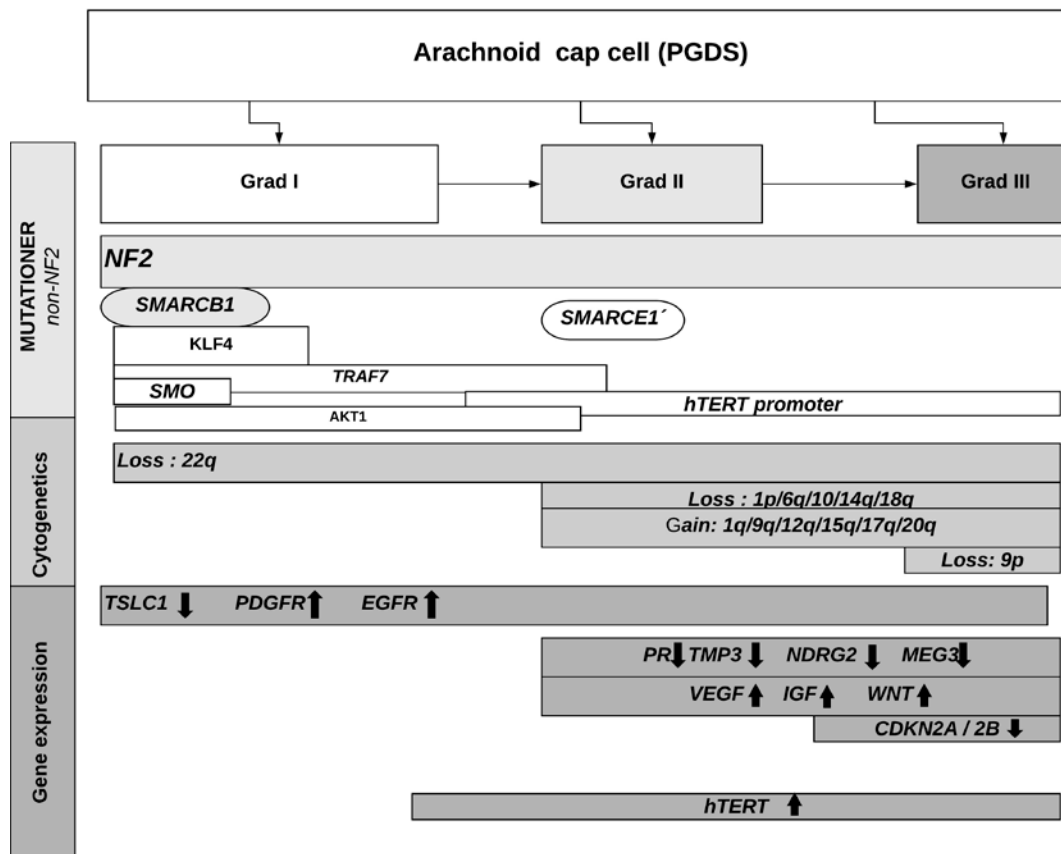 Arachnoid cap cell (PGDS)
Grad I
Grad II
Grad III
MUTATIONER
non-NF2
NF2
SMARCB1
SMARCE1´
KLF4
TRAF7
SMO
hTERT promoter
AKT1
Cytogenetics
Loss : 22q
Loss : 1p/6q/10/14q/18q
Gain: 1q/9q/12q/15q/17q/20q
Loss: 9p
Gene expression
TSLC1 ↓ PDGFR ↑ EGFR ↑
PR ↓ TMP3 ↓ NDRG2 ↓ MEG3 ↓
VEGF ↑ IGF ↑ WNT ↑
CDKN2A / 2B ↓
hTERT ↑